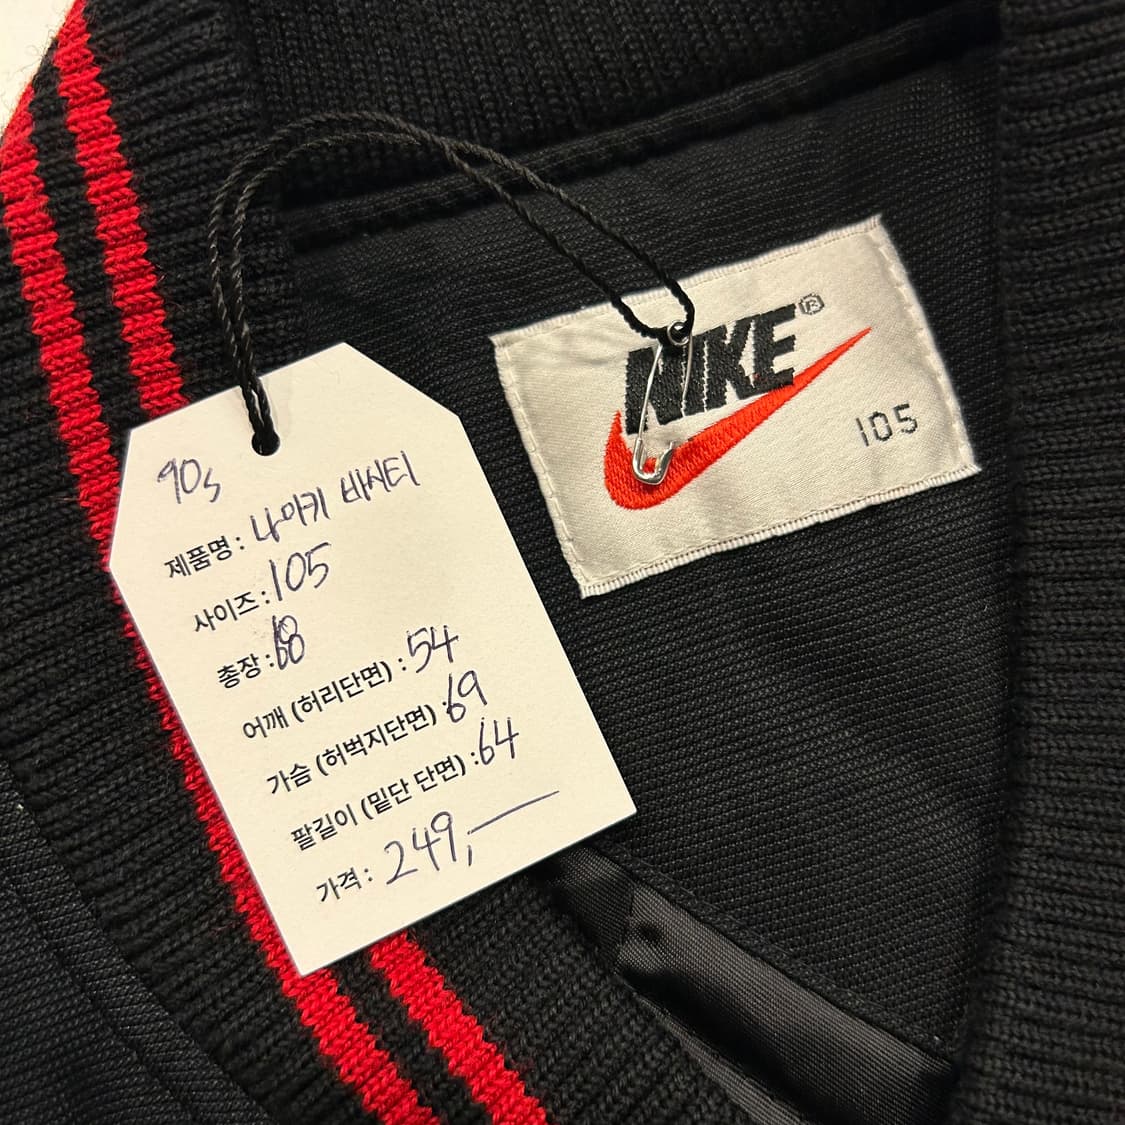 90s
제품명 : 나이키 바시티
사이즈 : 105
총장 : 68
어깨 (허리단면) : 54
가슴 (허벅지단면) : 69
팔길이 (밑단 단면) : 64
가격 : 249,—
NIKE®
105